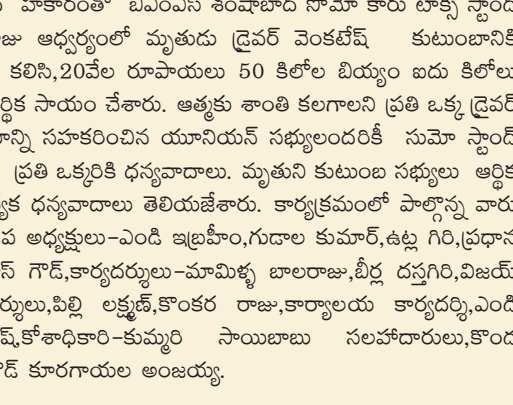 హకారంతో బిఎంఎస్ శంషాబాద్ సోమో కారు టాక్సీ స్టాండ్
ఆధ్వర్యంలో మృతుడు డ్రైవర్ వెంకటేష్ కుటుంబానికి
కలిసి,20వేల రూపాయలు 50 కిలోల బియ్యం ఐదు కిలోలు
ర్థిక సాయం చేశారు. ఆత్మకు శాంతి కలగాలని ప్రతి ఒక్క డ్రైవర్
ాన్ని సహకరించిన యూనియన్ సభ్యులందరికీ సుమో స్టాండ్
ప్రతి ఒక్కరికి ధన్యవాదాలు. మృతుని కుటుంబ సభ్యులు ఆర్థిక
్యేక ధన్యవాదాలు తెలియజేశారు. కార్యక్రమంలో పాల్గొన్న వారు
ప అధ్యక్షులు-ఎండి ఇబ్రహీం,గుడాల కుమార్,ఉట్ల గిరి,ప్రధాన
స్ గౌడ్,కార్యదర్శులు-మామిళ్ళ బాలరాజు,బీర్ల దస్తగిరి,విజయ్
ర్శులు,పిల్లి లక్ష్మణ్,కొంకర రాజు,కార్యాలయ కార్యదర్శి,ఎండి
ష్,కోశాధికారి-కుమ్మరి సాయిబాబు సలహాదారులు,కొండ
డ్ కూరగాయల అంజయ్య.